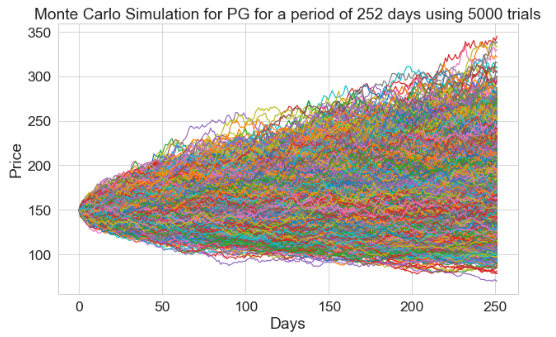 Monte Carlo Simulation for PG for a period of 252 days using 5000 trials
350
300
250
200
150
100
Price
0 50 100 150 200 250
Days